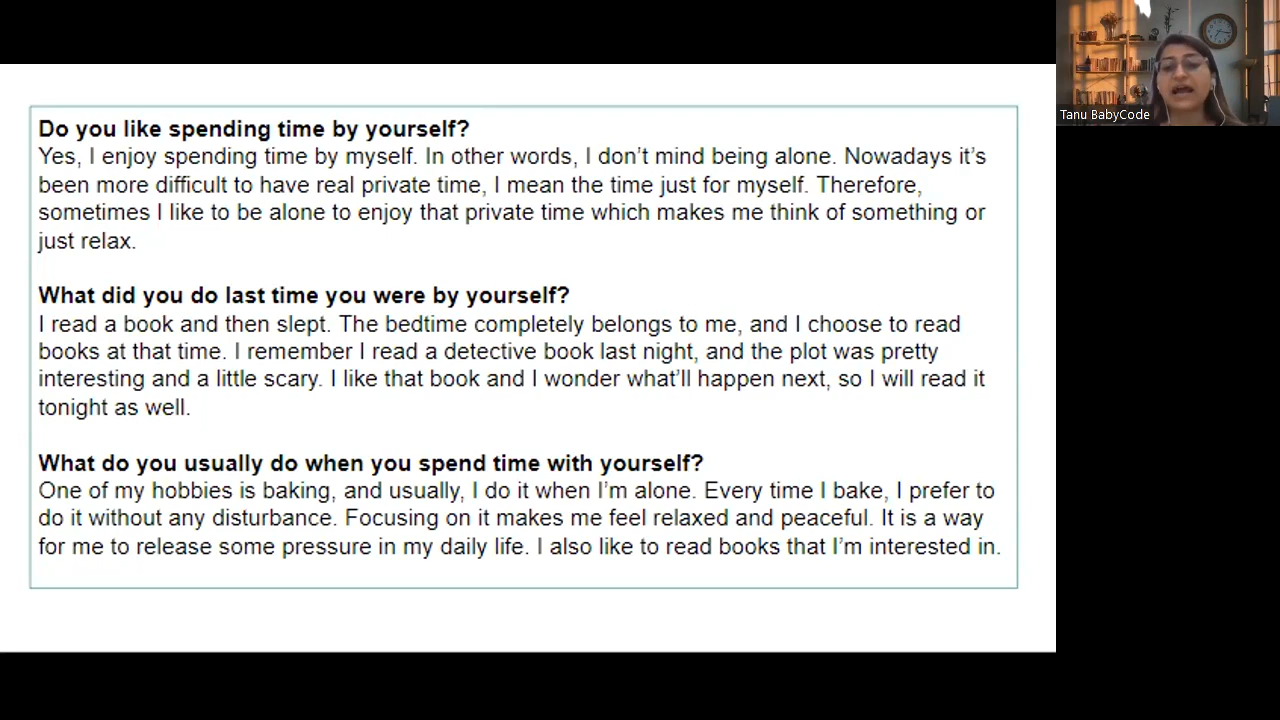 Do you like spending time by yourself?
Yes, I enjoy spending time by myself. In other words, I don’t mind being alone. Nowadays it’s
been more difficult to have real private time, I mean the time just for myself. Therefore,
sometimes I like to be alone to enjoy that private time which makes me think of something or
just relax.
What did you do last time you were by yourself?
I read a book and then slept. The bedtime completely belongs to me, and I choose to read
books at that time. I remember I read a detective book last night, and the plot was pretty
interesting and a little scary. I like that book and I wonder what’ll happen next, so I will read it
tonight as well.
What do you usually do when you spend time with yourself?
One of my hobbies is baking, and usually, I do it when I’m alone. Every time I bake, I prefer to
do it without any disturbance. Focusing on it makes me feel relaxed and peaceful. It is a way
for me to release some pressure in my daily life. I also like to read books that I’m interested in.
Tanu BabyCode